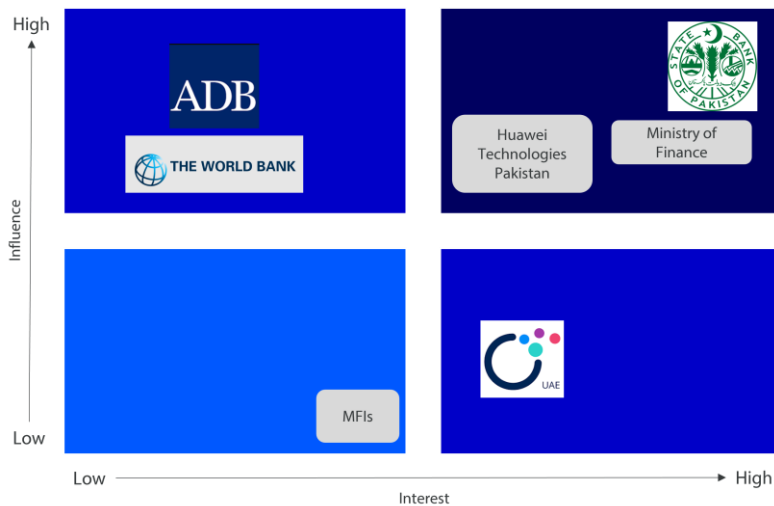 High
ADB
THE WORLD BANK
STATE BANK
OF PAKISTAN
Huawei
Technologies
Pakistan
Ministry of
Finance
Influence
UAE
MFIs
Low
Low
High
Interest